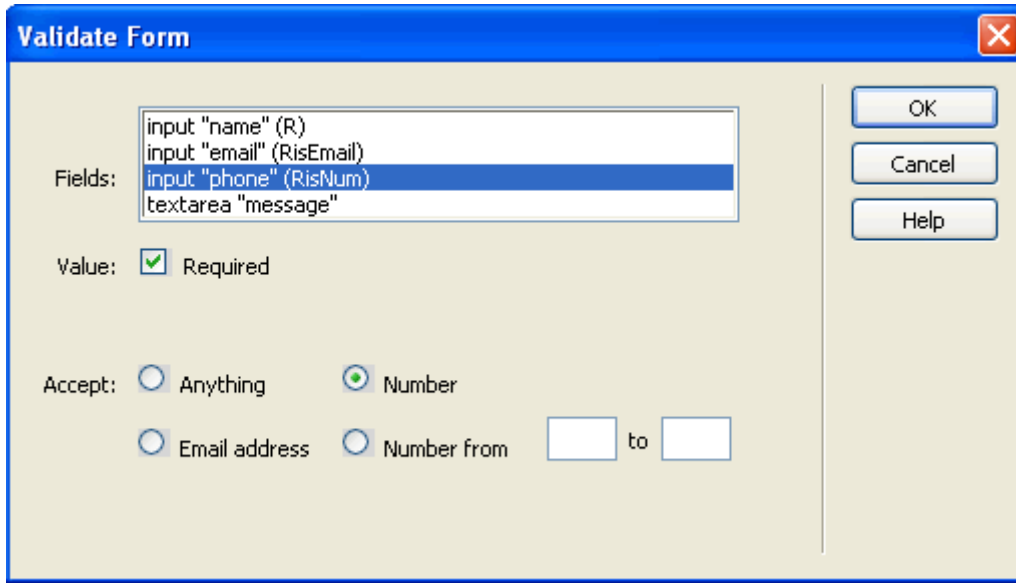 Validate Form
input "name" (R)
input "email" (RisEmail)
Fields: input "phone" (RisNum)
textarea "message"
Value: Required
Accept: Anything Number
Email address Number from to
OK
Cancel
Help